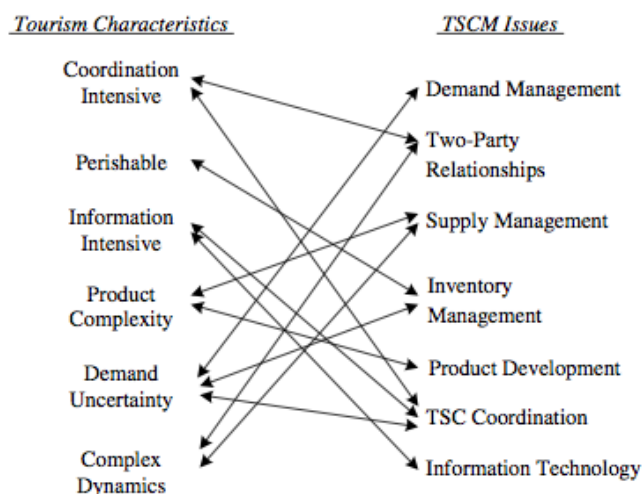 Tourism Characteristics
Coordination
Intensive
Perishable
Information
Intensive
Product
Complexity
Demand
Uncertainty
Complex
Dynamics
TSCM Issues
Demand Management
Two-Party
Relationships
Supply Management
Inventory
Management
Product Development
TSC Coordination
Information Technology